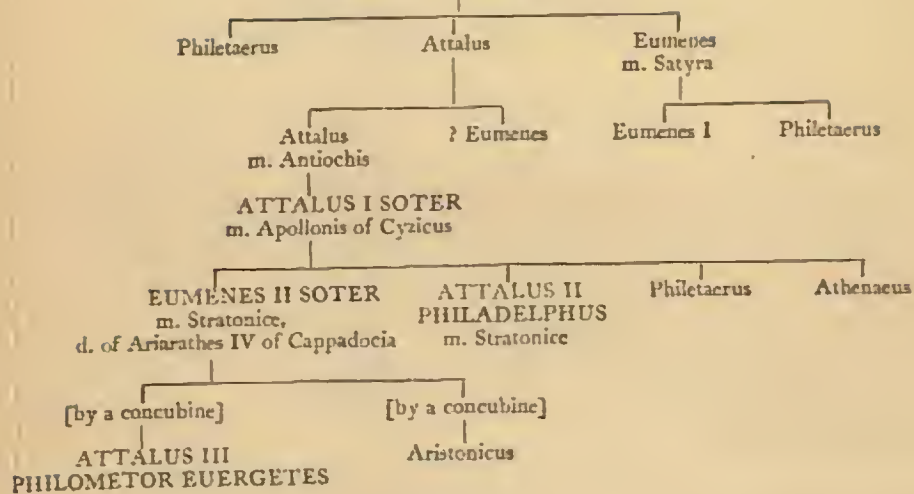 Philetaerus Attalus Eumenes
m. Satyra
Attalus ? Eumenes Eumenes I Philetaerus
m. Antiochis
ATTALUS I SOTER
m. Apollonis of Cyzicus
EUMENES II SOTER ATTALUS II Philetaerus Athenaeus
m. Stratonice, PHILADELPHUS
d. of Ariarathes IV of Cappadocia m. Stratonice
[by a concubine] [by a concubine]
ATTALUS III Aristonicus
PHILOMETOR EUERGETES